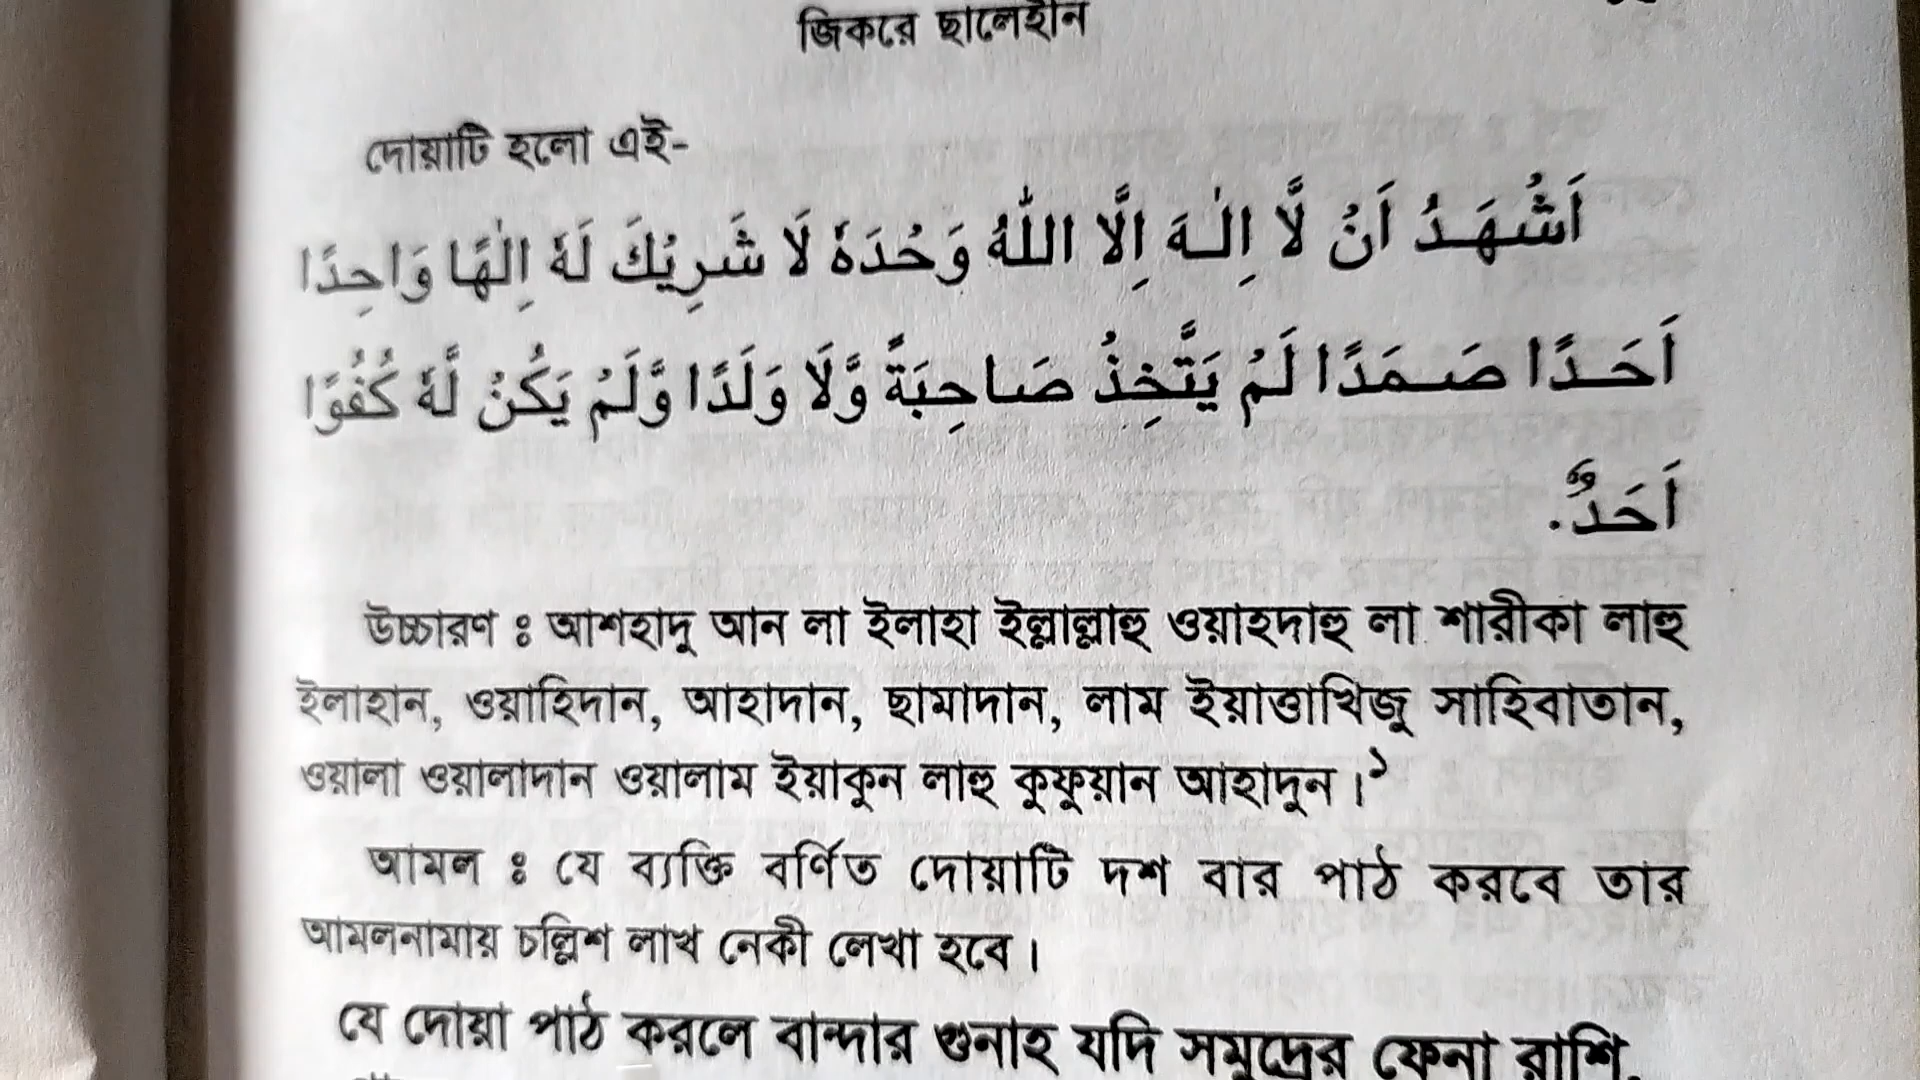 জিকরে ছালেহীন
দোয়াটি হলো এই-
اَشْهَدُ اَنْ لَّا اِلٰهَ اِلَّا اللّٰهُ وَحْدَهٗ لَا شَرِيْكَ لَهٗ اِلٰهًا وَاحِدًا
اَحَدًا صَمَدًا لَمْ يَتَّخِذُ صَاحِبَةً وَّلَا وَلَدًا وَّلَمْ يَكُنْ لَّهٗ كُفُوًا
اَحَدٌ.
উচ্চারণ ঃ আশহাদু আন লা ইলাহা ইল্লাল্লাহু ওয়াহদাহু লা শারীকা লাহু
ইলাহান, ওয়াহিদান, আহাদান, ছামাদান, লাম ইয়াত্তাখিজু সাহিবাতান,
ওয়ালা ওয়ালাদান ওয়ালাম ইয়াকুন লাহু কুফুয়ান আহাদুন।১
আমল ঃ যে ব্যক্তি বর্ণিত দোয়াটি দশ বার পাঠ করবে তার
আমলনামায় চল্লিশ লাখ নেকী লেখা হবে।
যে দোয়া পাঠ করলে বান্দার গুনাহ যদি সমুদ্রের ফেনা রাশি,